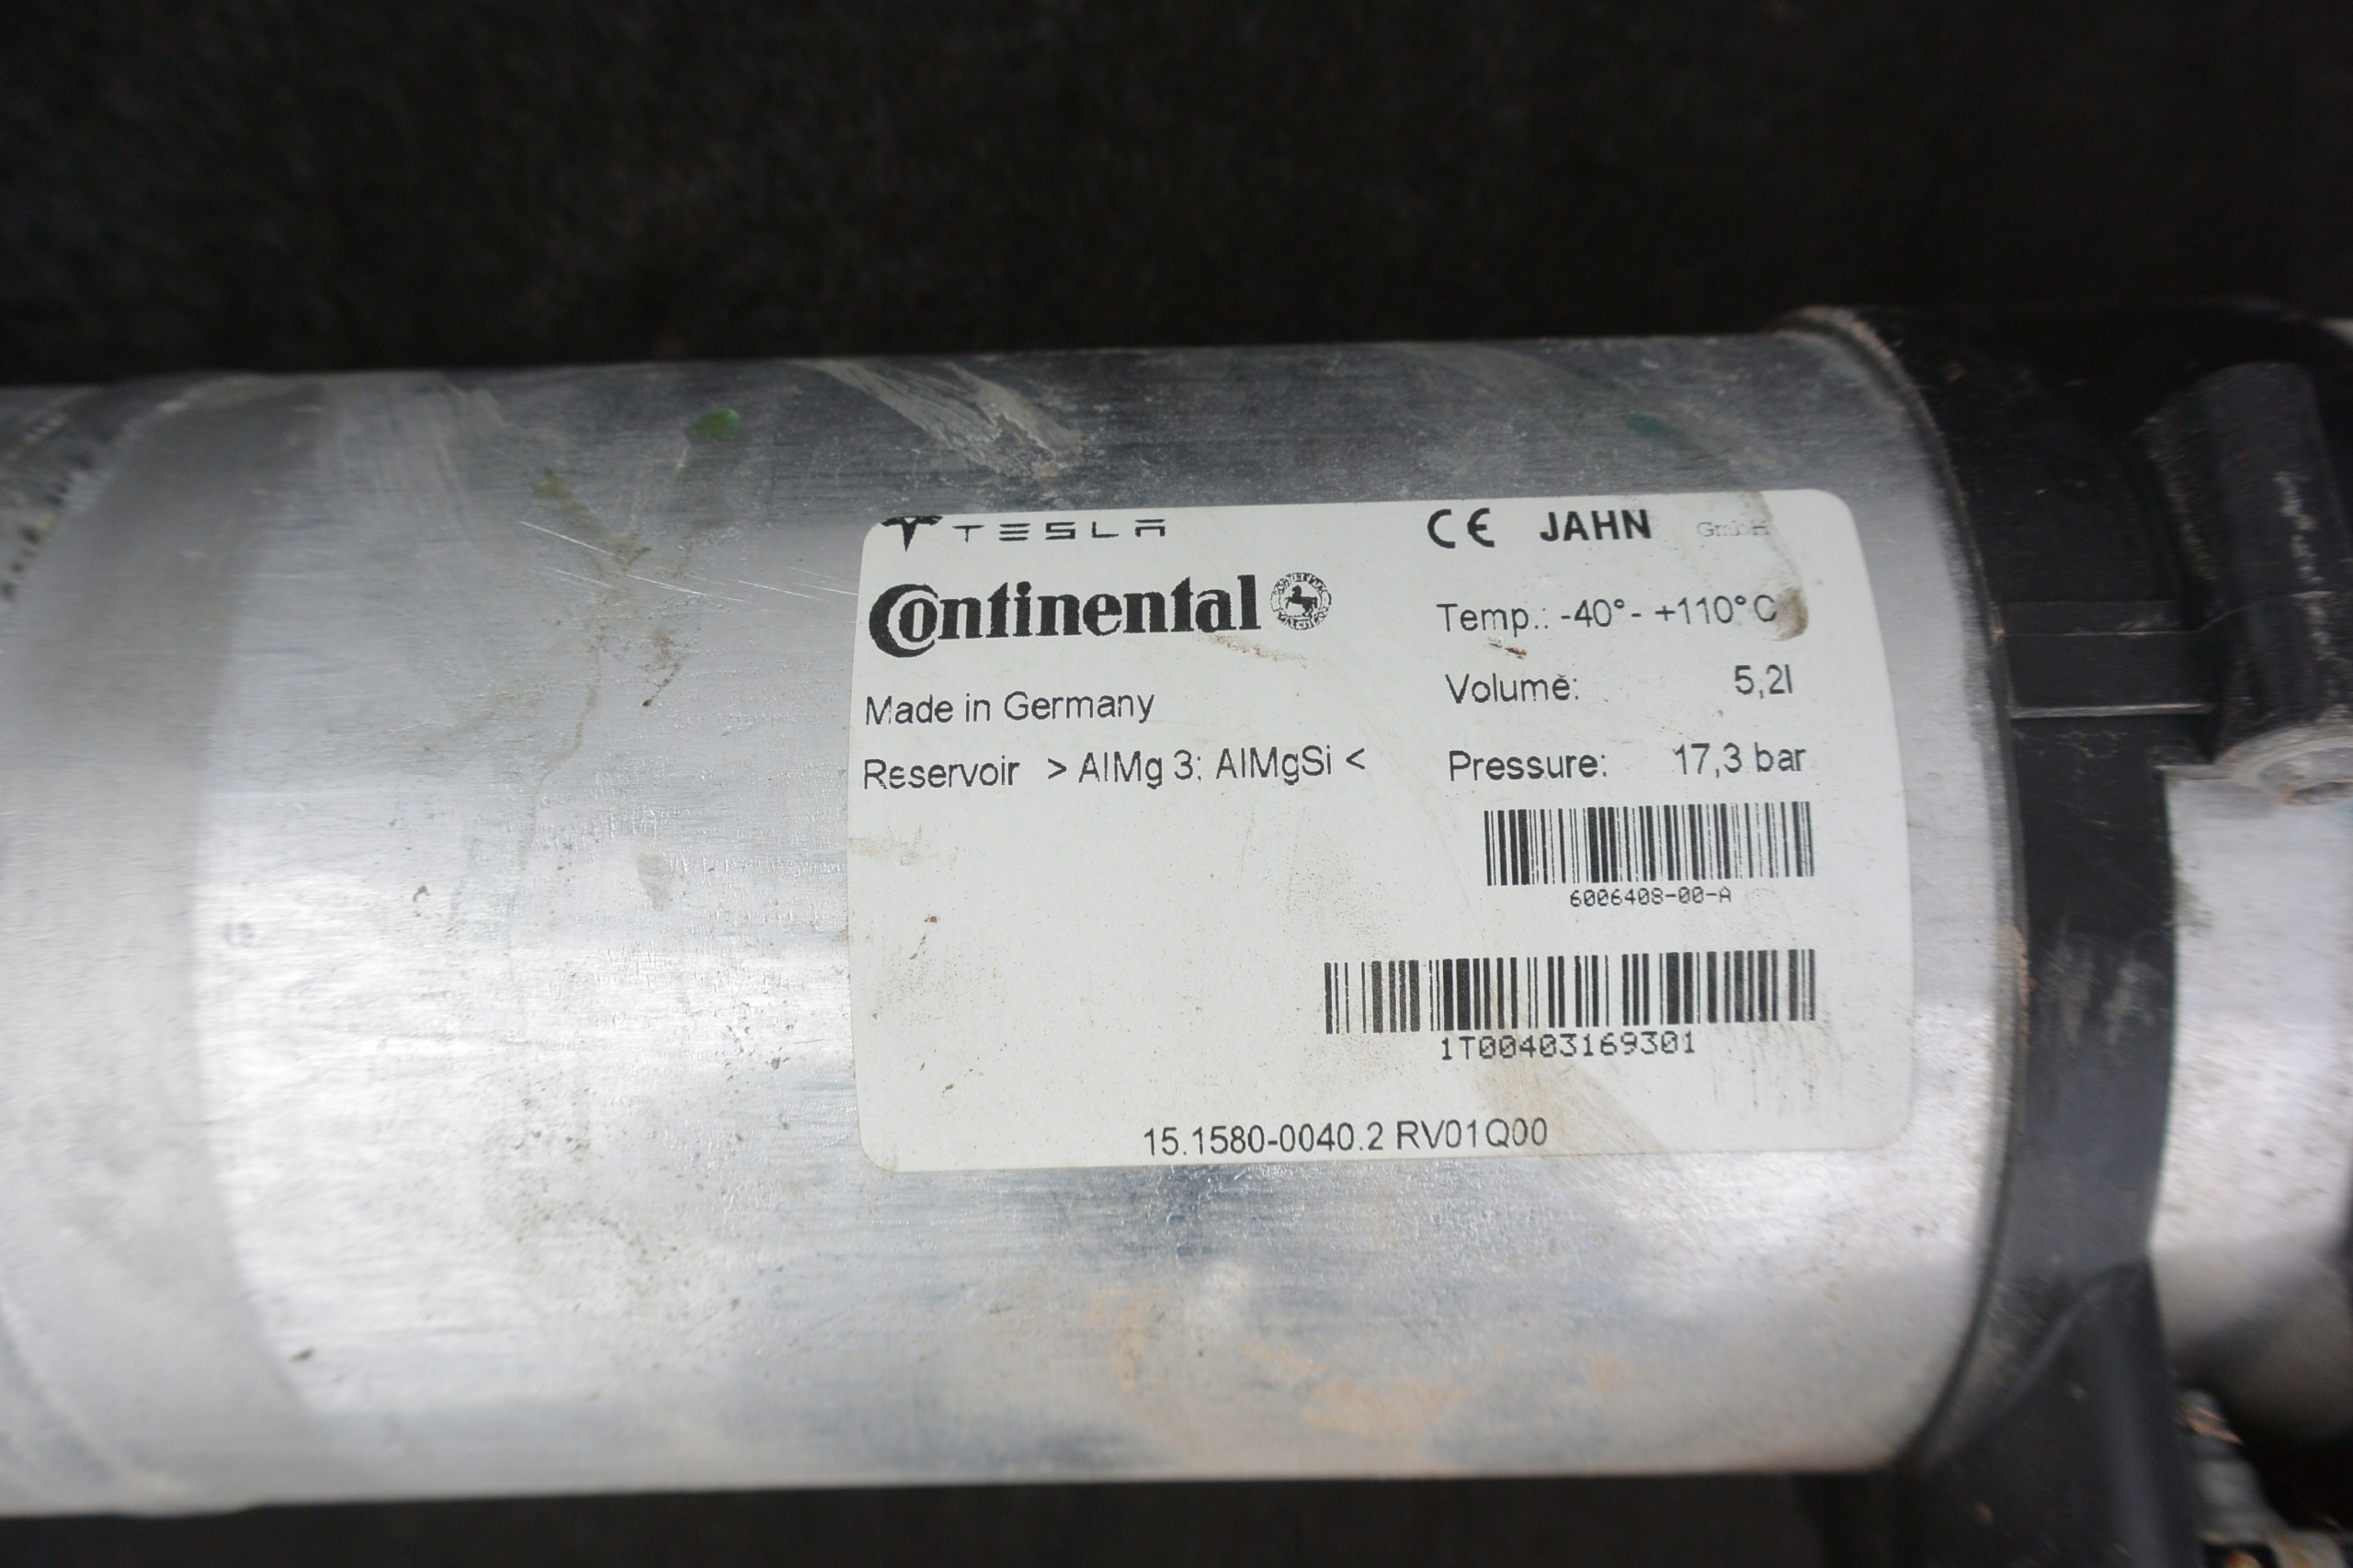 TESLA
CE JAHN GmbH
Continental
Temp.: -40°- +110°C
Made in Germany
Volume: 5,2l
Reservoir > AlMg 3; AlMgSi <
Pressure: 17,3 bar
6006408-00-A
1T00403169301
15.1580-0040.2 RV01Q00